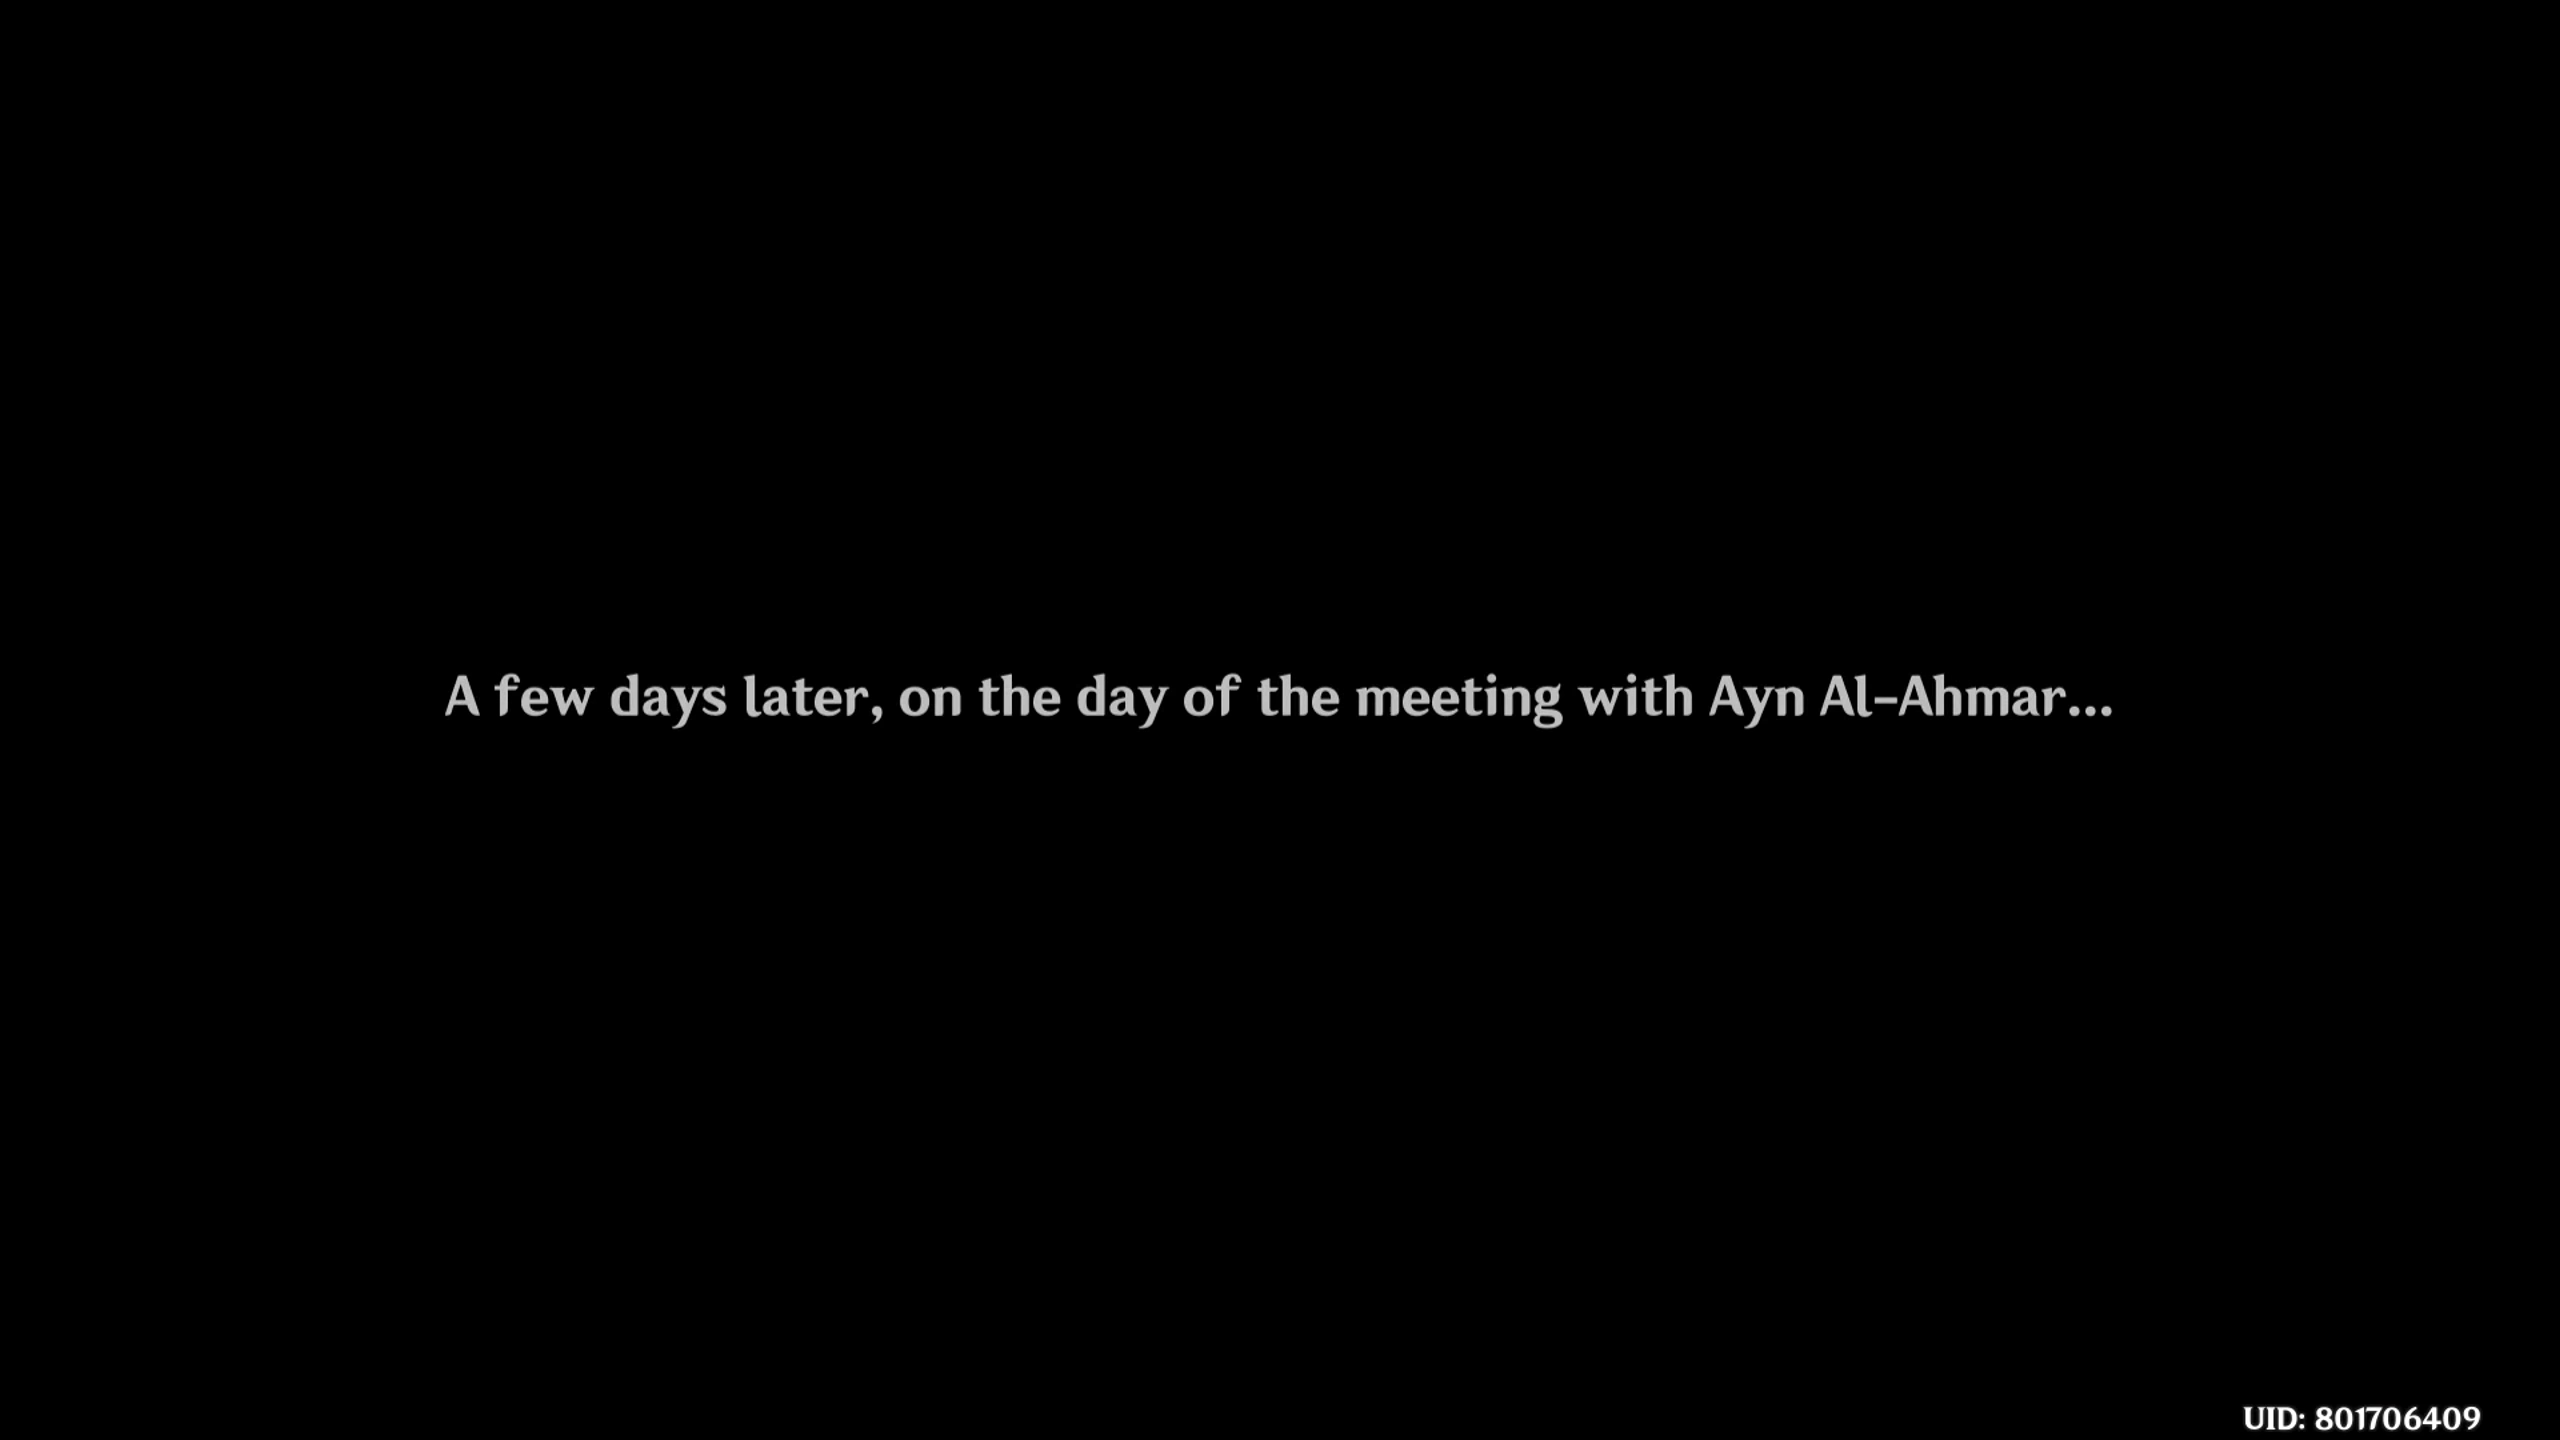 A few days later, on the day of the meeting with Ayn Al-Ahmar...
UID: 801706409